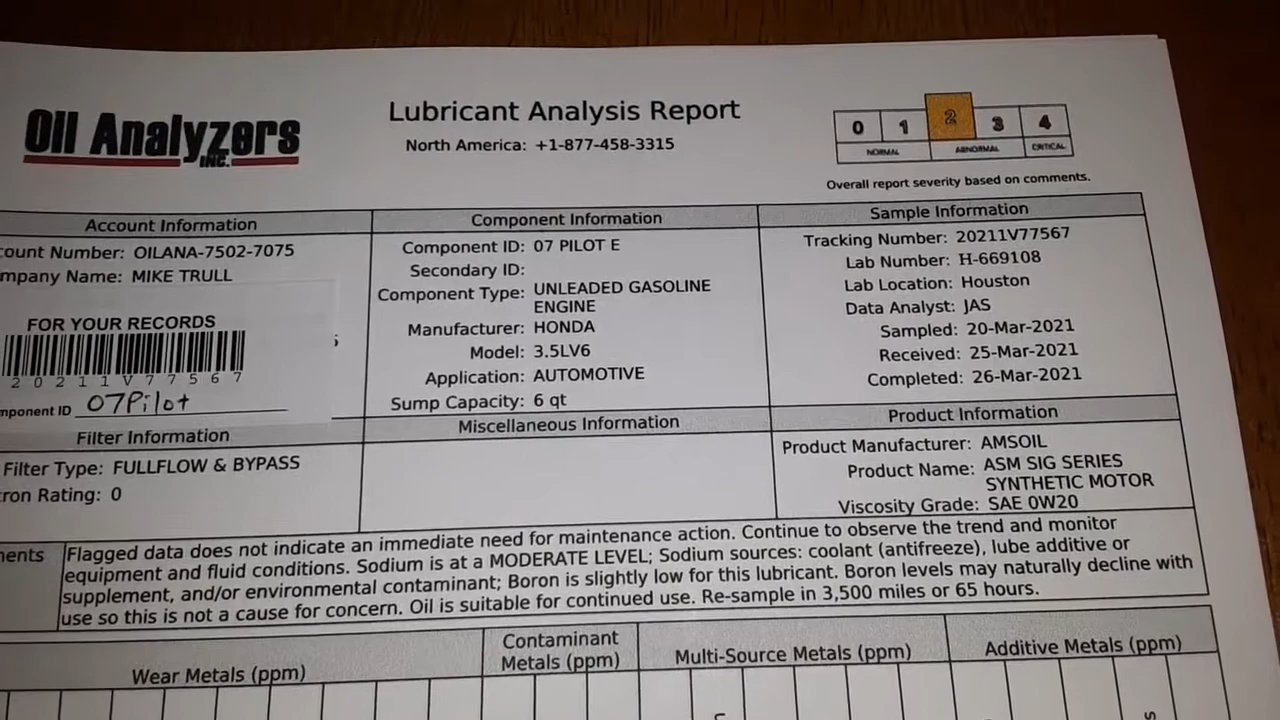 Oil Analyzers
INC.
Lubricant Analysis Report
North America: +1-877-458-3315
0 1 2 3 4
NORMAL ABNORMAL CRITICAL
Overall report severity based on comments.
Account Information
count Number: OILANA-7502-7075
mpany Name: MIKE TRULL
FOR YOUR RECORDS
20211V77567
mponent ID 07Pilot
Filter Information
Filter Type: FULLFLOW & BYPASS
cron Rating: 0
Component Information
Component ID: 07 PILOT E
Secondary ID:
Component Type: UNLEADED GASOLINE
ENGINE
Manufacturer: HONDA
Model: 3.5LV6
Application: AUTOMOTIVE
Sump Capacity: 6 qt
Miscellaneous Information
Sample Information
Tracking Number: 20211V77567
Lab Number: H-669108
Lab Location: Houston
Data Analyst: JAS
Sampled: 20-Mar-2021
Received: 25-Mar-2021
Completed: 26-Mar-2021
Product Information
Product Manufacturer: AMSOIL
Product Name: ASM SIG SERIES
SYNTHETIC MOTOR
Viscosity Grade: SAE 0W20
ments
Flagged data does not indicate an immediate need for maintenance action. Continue to observe the trend and monitor
equipment and fluid conditions. Sodium is at a MODERATE LEVEL; Sodium sources: coolant (antifreeze), lube additive or
supplement, and/or environmental contaminant; Boron is slightly low for this lubricant. Boron levels may naturally decline with
use so this is not a cause for concern. Oil is suitable for continued use. Re-sample in 3,500 miles or 65 hours.
Wear Metals (ppm)
Contaminant
Metals (ppm)
Multi-Source Metals (ppm)
Additive Metals (ppm)